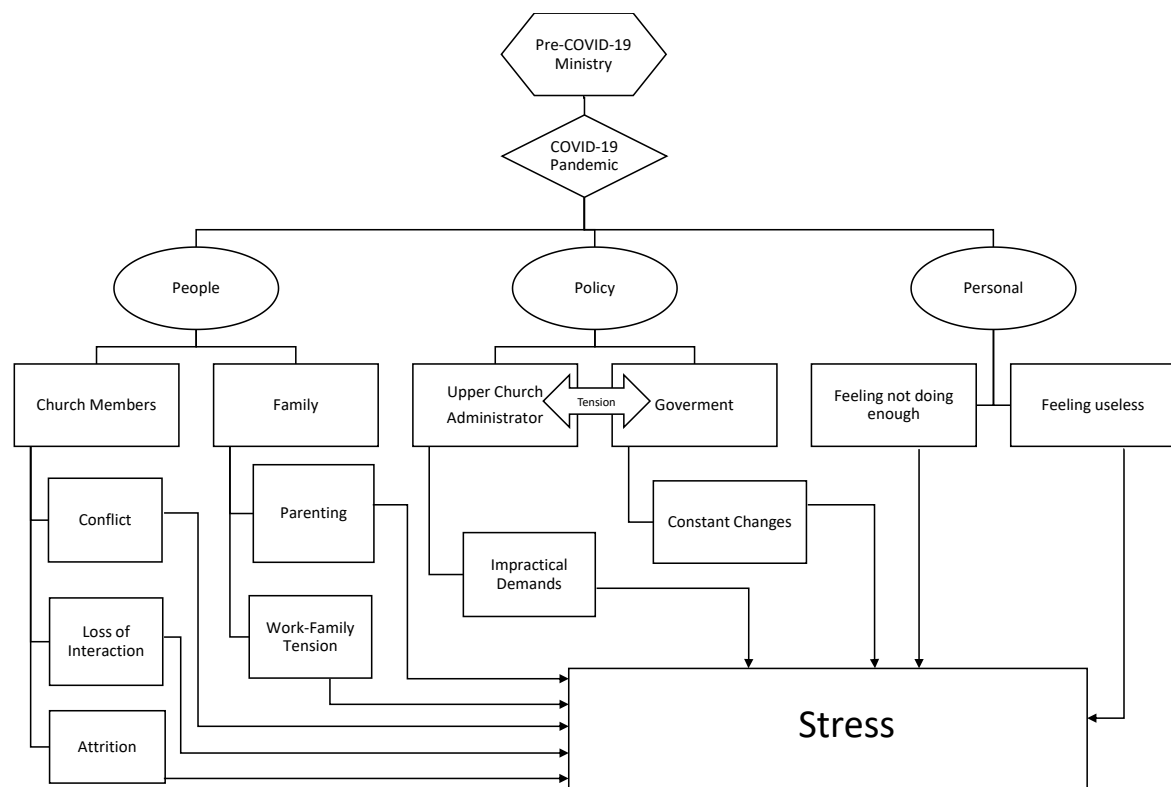 Pre-COVID-19
Ministry
COVID-19
Pandemic
People
Policy
Personal
Church Members
Family
Upper Church
Administrator
Tension
Goverment
Feeling not doing
enough
Feeling useless
Conflict
Parenting
Constant Changes
Impractical
Demands
Loss of
Interaction
Work-Family
Tension
Attrition
Stress